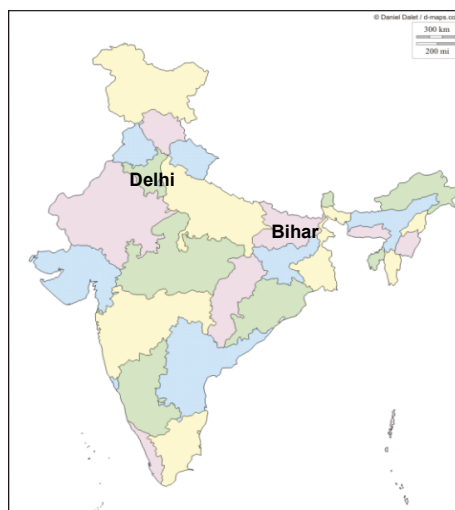 © Daniel Dalet / d-maps.co
300 km
200 mi
Delhi
Bihar